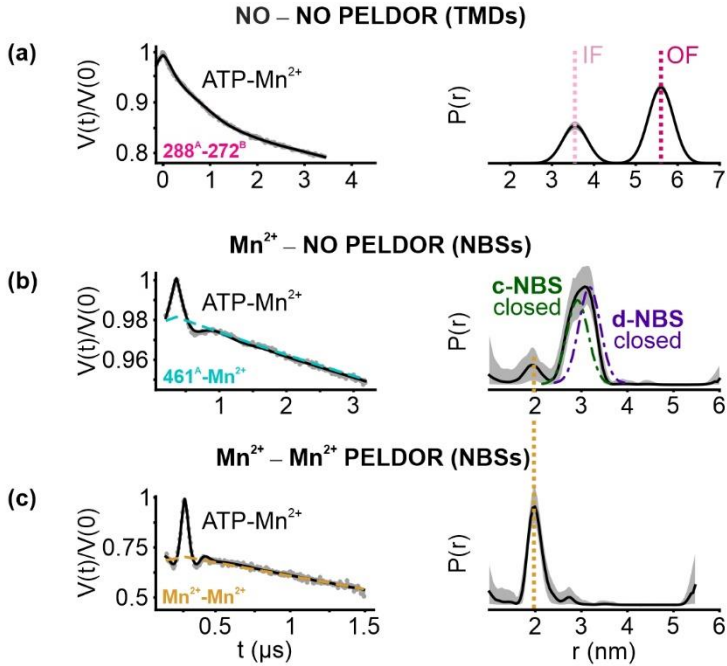 NO – NO PELDOR (TMDs)
(a)
V(t)/V(0)
1
0.9
0.8
ATP-Mn²⁺
288ᴬ-272ᴮ
0 1 2 3 4
P(r)
IF
OF
2 3 4 5 6 7
Mn²⁺ – NO PELDOR (NBSs)
(b)
V(t)/V(0)
1
0.98
0.96
ATP-Mn²⁺
461ᴬ-Mn²⁺
1 2 3
P(r)
c-NBS
closed
d-NBS
closed
2 3 4 5 6
Mn²⁺ – Mn²⁺ PELDOR (NBSs)
(c)
V(t)/V(0)
1
0.75
0.5
ATP-Mn²⁺
Mn²⁺-Mn²⁺
0.5 1 1.5
t (μs)
P(r)
2 3 4 5 6
r (nm)